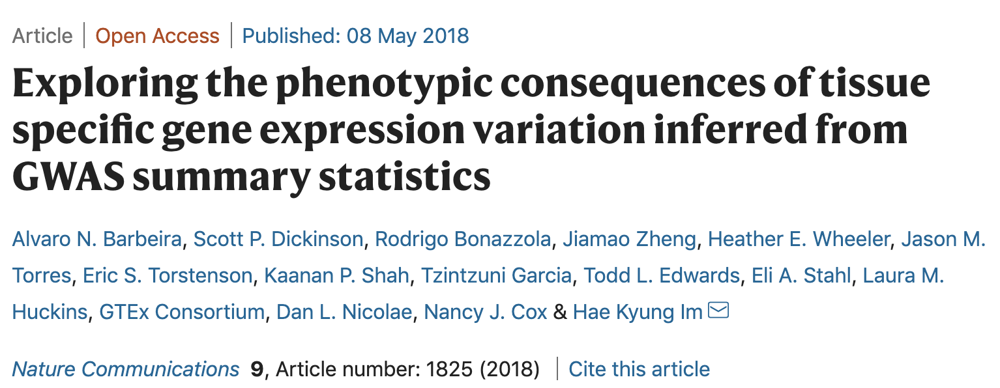 Article | Open Access | Published: 08 May 2018
Exploring the phenotypic consequences of tissue
specific gene expression variation inferred from
GWAS summary statistics
Alvaro N. Barbeira, Scott P. Dickinson, Rodrigo Bonazzola, Jiamao Zheng, Heather E. Wheeler, Jason M.
Torres, Eric S. Torstenson, Kaanan P. Shah, Tzintzuni Garcia, Todd L. Edwards, Eli A. Stahl, Laura M.
Huckins, GTEx Consortium, Dan L. Nicolae, Nancy J. Cox & Hae Kyung Im
Nature Communications 9, Article number: 1825 (2018) | Cite this article